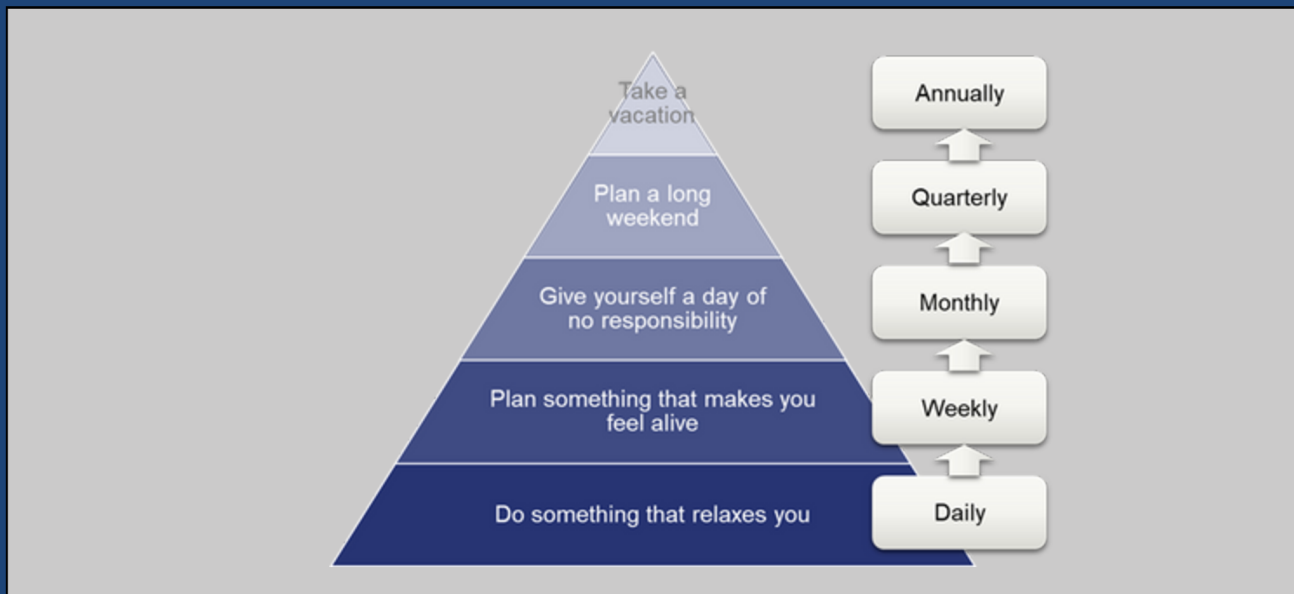 Take a
vacation
Annually
Plan a long
weekend
Quarterly
Give yourself a day of
no responsibility
Monthly
Plan something that makes you
feel alive
Weekly
Do something that relaxes you
Daily